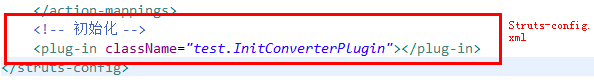 </action-mappings>
<!-- 初始化 -->
<plug-in className="test.InitConverterPlugin"></plug-in>
</struts-config>
Struts-config.
xml